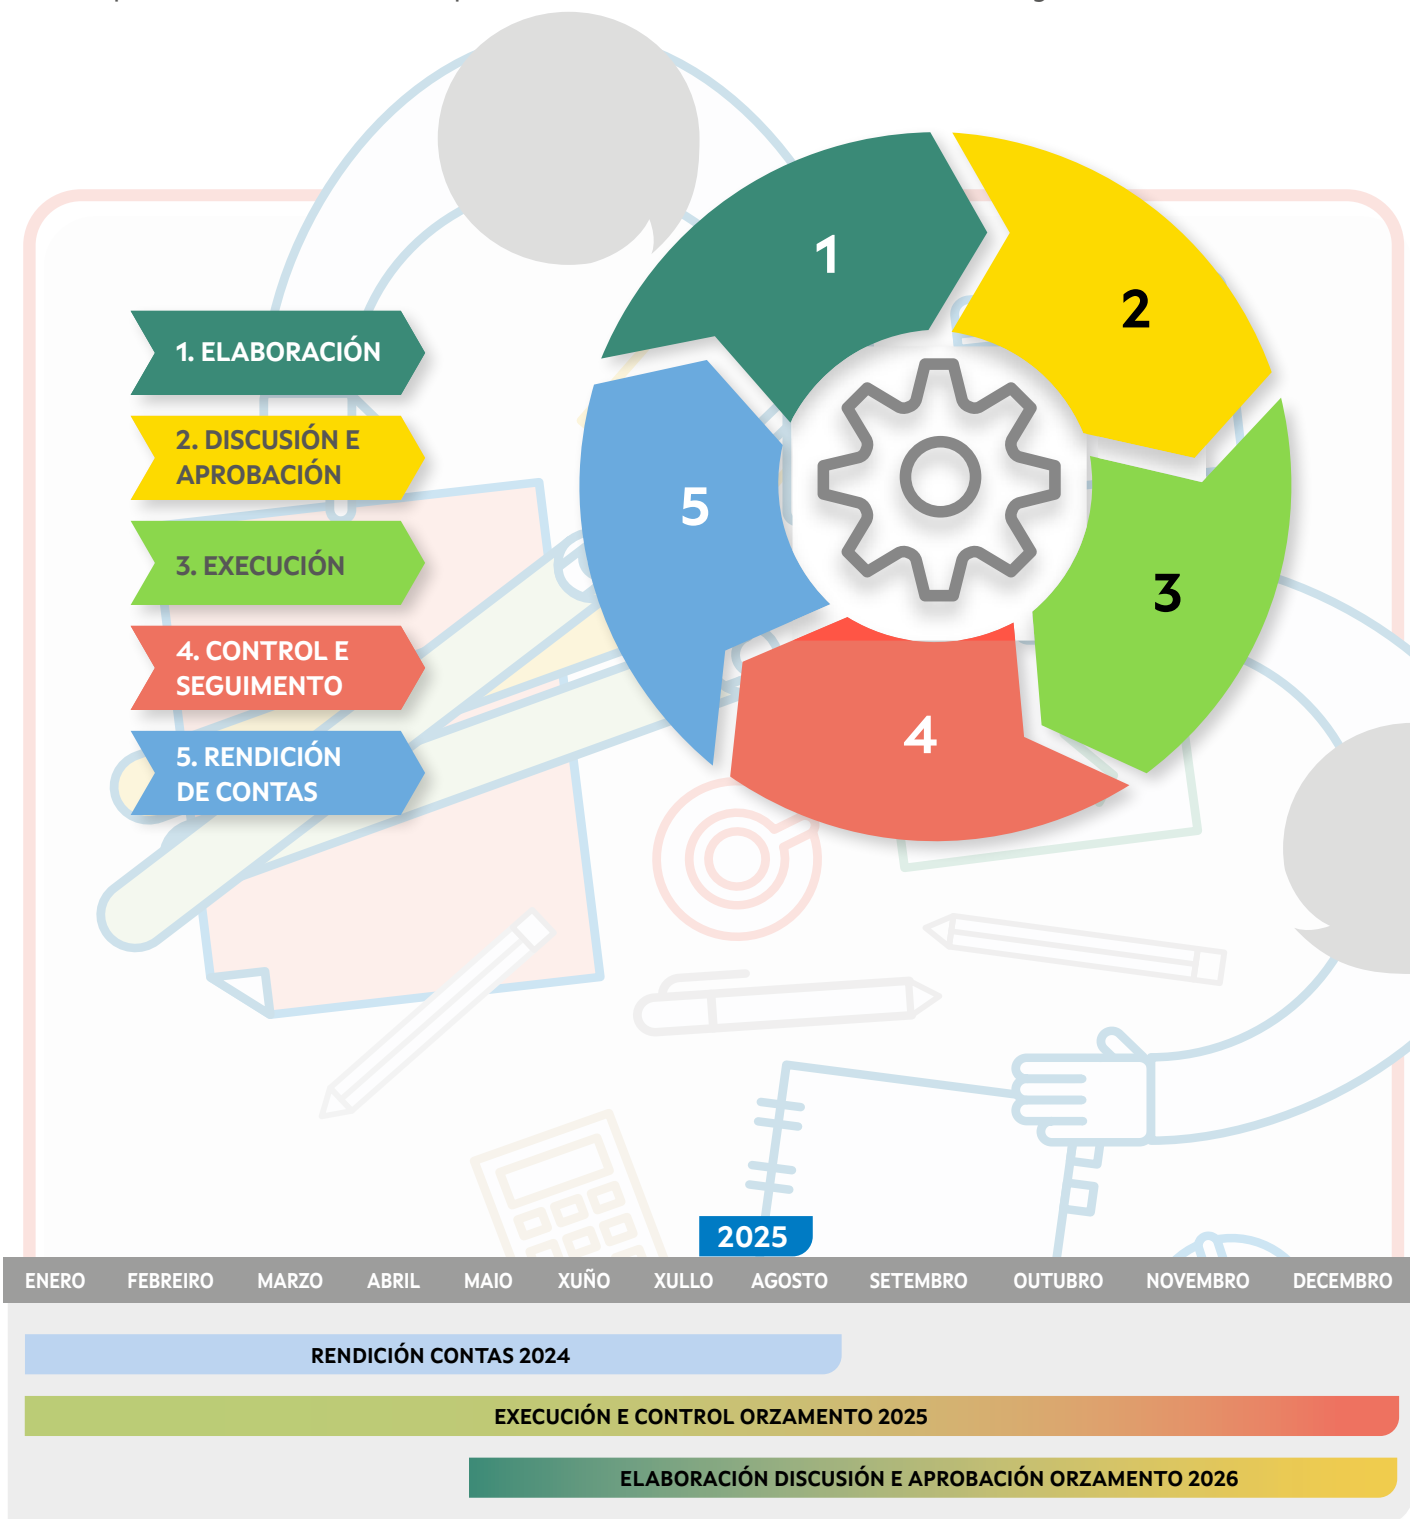 1
2
3
4
5
1. ELABORACIÓN
2. DISCUSIÓN E
APROBACIÓN
3. EXECUCIÓN
4. CONTROL E
SEGUIMENTO
5. RENDICIÓN
DE CONTAS
2025
ENERO FEBREIRO MARZO ABRIL MAIO XUÑO XULLO AGOSTO SETEMBRO OUTUBRO NOVEMBRO DECEMBRO
RENDICIÓN CONTAS 2024
EXECUCIÓN E CONTROL ORZAMENTO 2025
ELABORACIÓN DISCUSIÓN E APROBACIÓN ORZAMENTO 2026